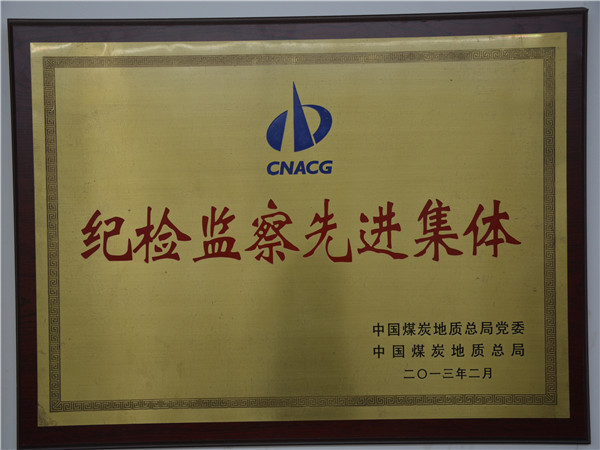 CNACG
纪检监察先进集体
中国煤炭地质总局党委
中国煤炭地质总局
二〇一三年二月